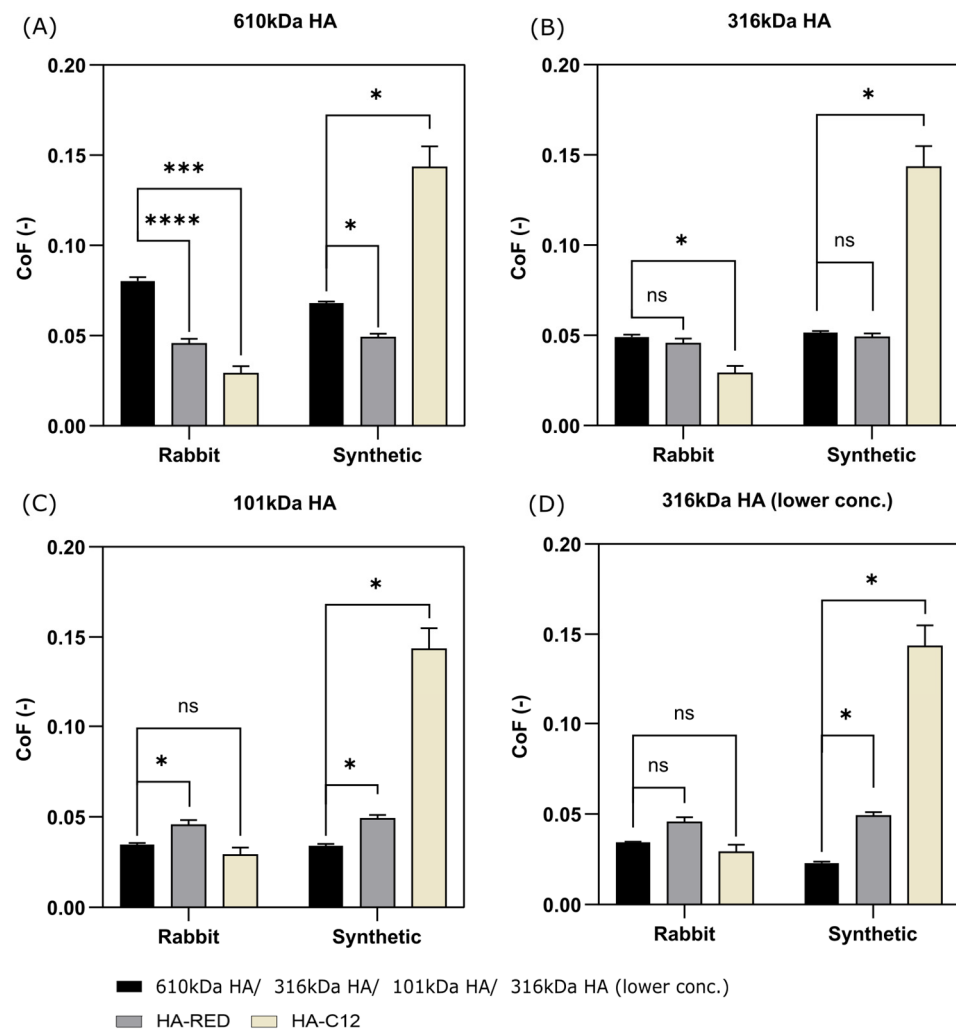 (A) 610kDa HA
0.20
0.15
0.10
0.05
0.00
CoF (-)
***
****
*
*
Rabbit Synthetic
(B) 316kDa HA
0.20
0.15
0.10
0.05
0.00
CoF (-)
*
ns
*
ns
Rabbit Synthetic
(C) 101kDa HA
0.20
0.15
0.10
0.05
0.00
CoF (-)
ns
*
*
*
Rabbit Synthetic
(D) 316kDa HA (lower conc.)
0.20
0.15
0.10
0.05
0.00
CoF (-)
ns
ns
*
*
Rabbit Synthetic
610kDa HA/ 316kDa HA/ 101kDa HA/ 316kDa HA (lower conc.)
HA-RED HA-C12